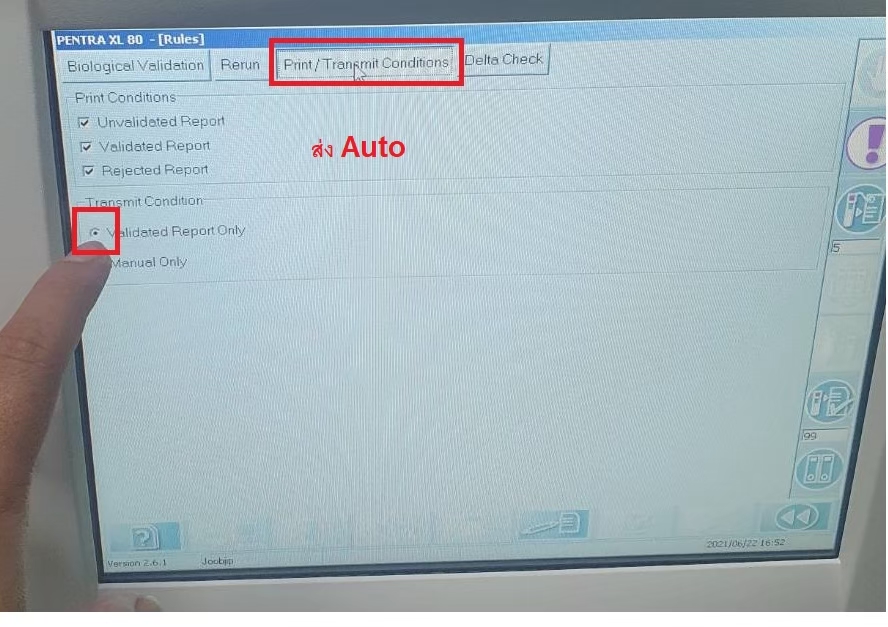 PENTRA XL 80 - [Rules]
Biological Validation Rerun Print / Transmit Conditions Delta Check
Print Conditions
Unvalidated Report
Validated Report
ส่ง Auto
Rejected Report
Transmit Condition
Validated Report Only
5
Manual Only
99
2021/06/22 16:52
Version 2.6.1 Joobjip